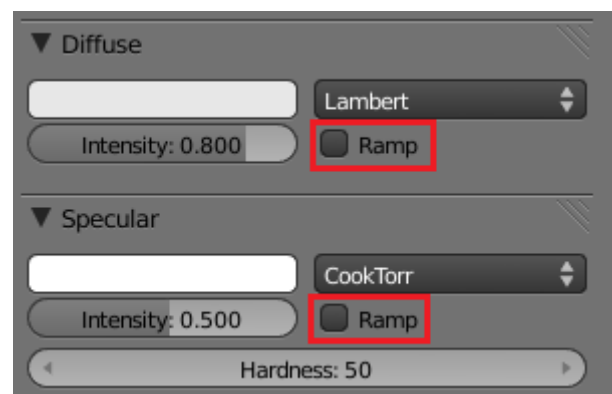 Diffuse
Lambert
Intensity: 0.800 Ramp
Specular
CookTorr
Intensity: 0.500 Ramp
Hardness: 50